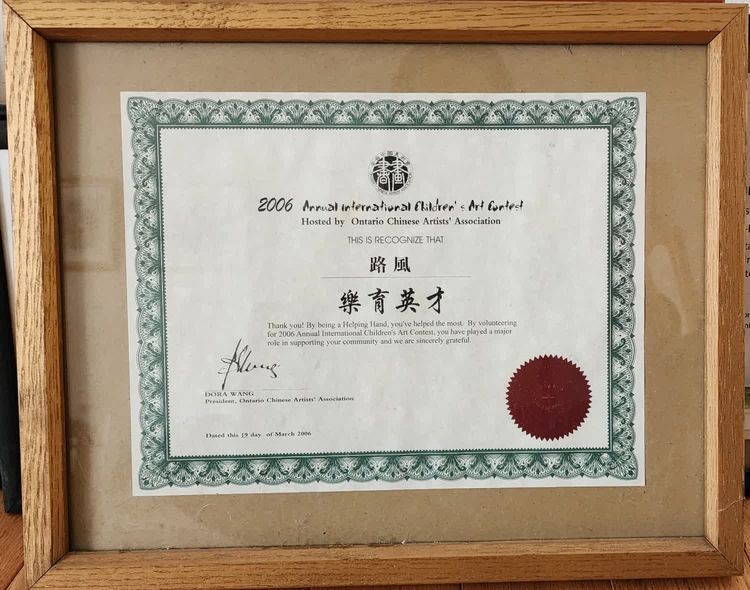 2006 Annual International Children's Art Contest
Hosted by Ontario Chinese Artists' Association
THIS IS RECOGNIZE THAT
路風
樂育英才
Thank you! By being a Helping Hand, you've helped the most. By volunteering
for 2006 Annual International Children's Art Contest, you have played a major
role in supporting your community and we are sincerely grateful.
DORA WANG
President, Ontario Chinese Artists' Association
Dated this 19 day of March 2006